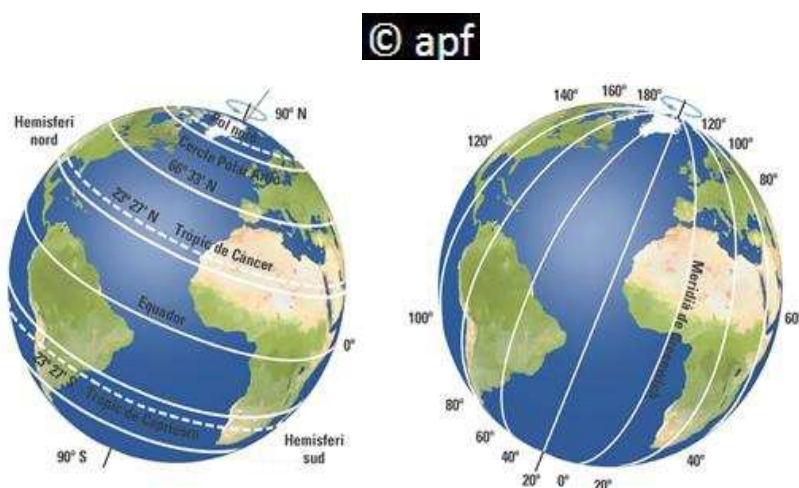 © apf
90° N
Hemisferi
nord
Pol nord
Cercle Polar Àrtic
66° 33' N
23° 27' N
Tròpic de Càncer
Equador
0°
23° 27' S
Tròpic de Capricorn
90° S
Hemisferi
sud
180°
160°
140°
120°
120°
100°
80°
60°
100°
80°
60°
40°
20°
0°
20°
40°
Meridià de Greenwich